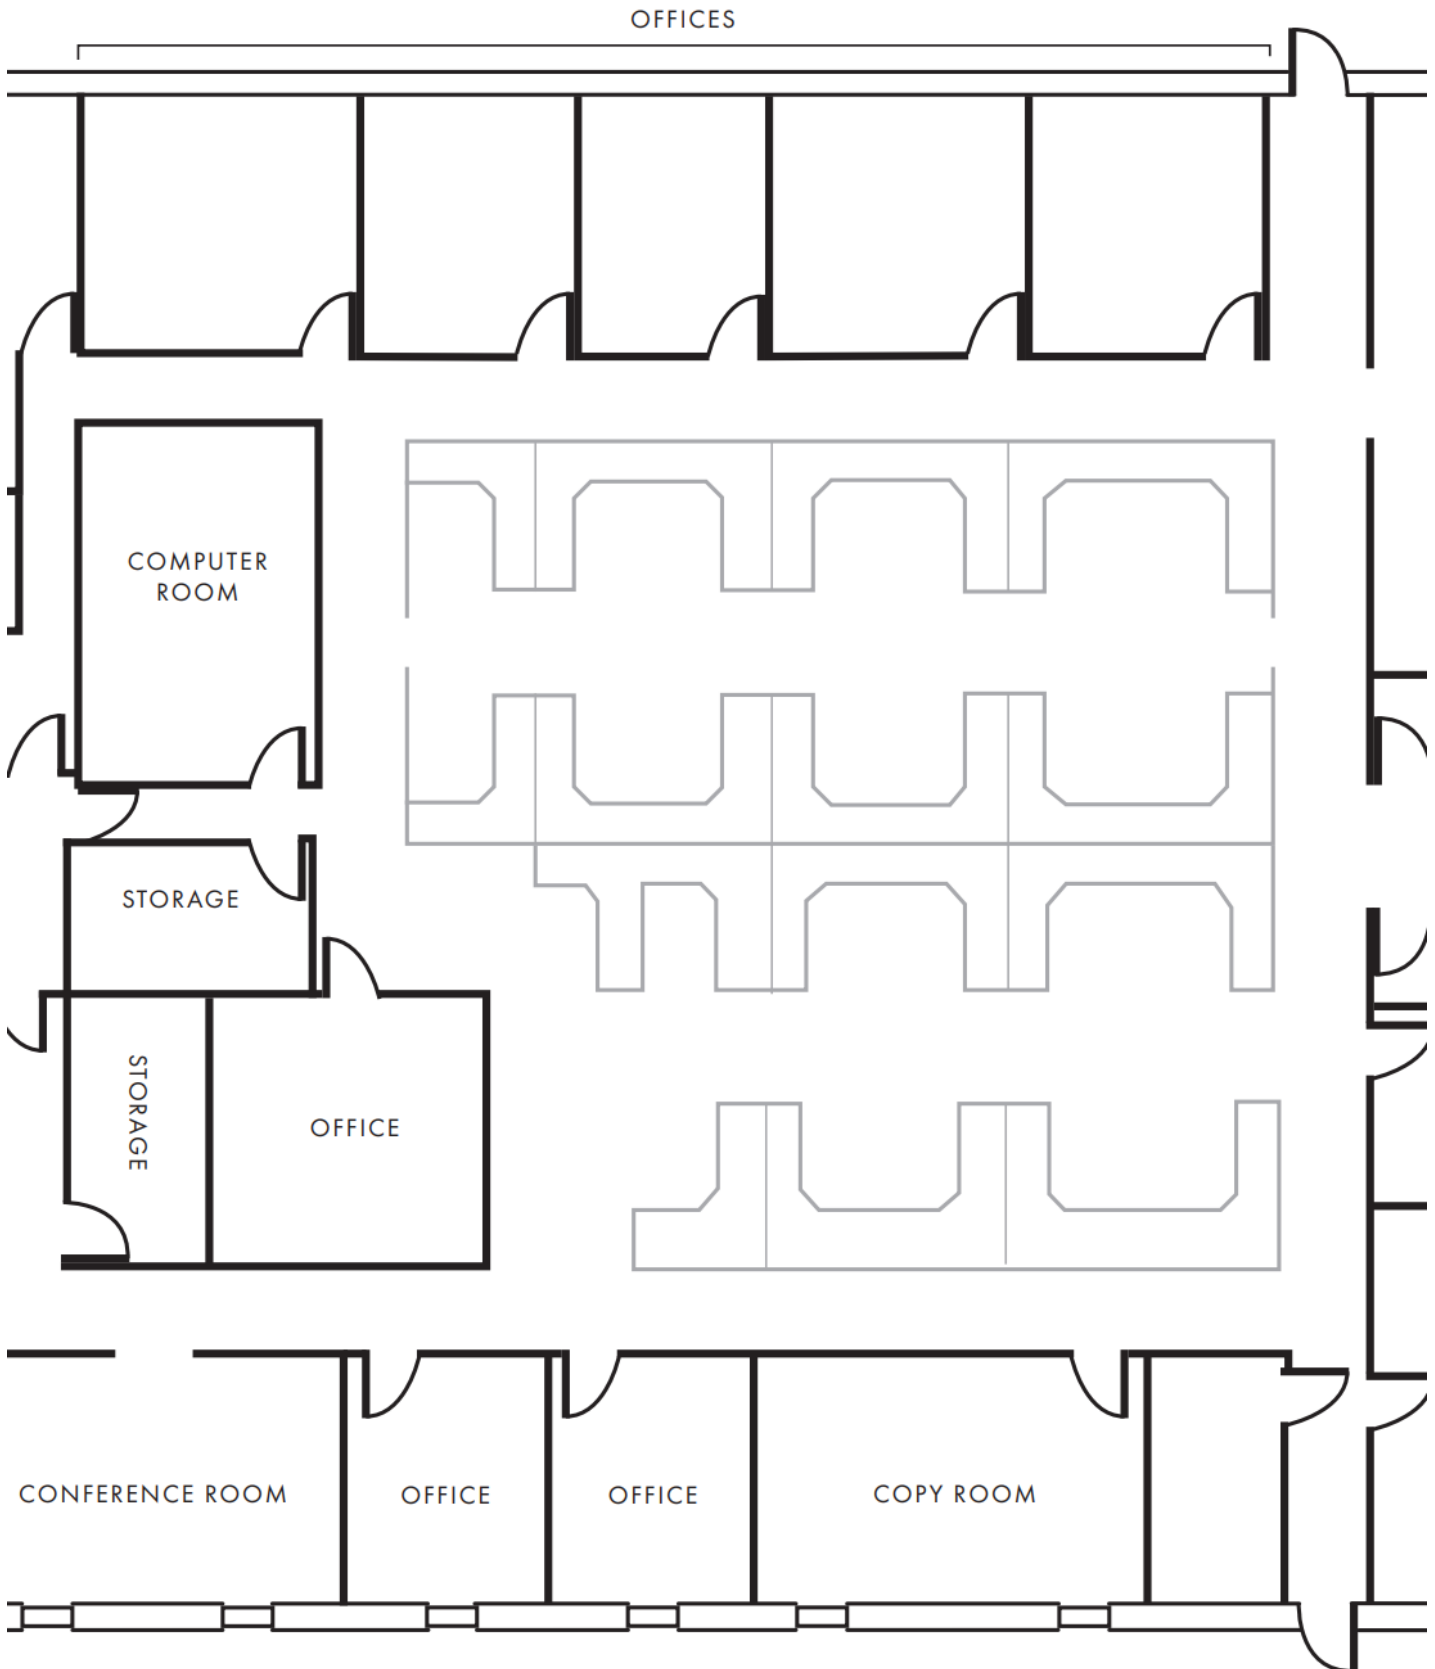 OFFICES
COMPUTER
ROOM
STORAGE
STORAGE
OFFICE
CONFERENCE ROOM
OFFICE
OFFICE
COPY ROOM